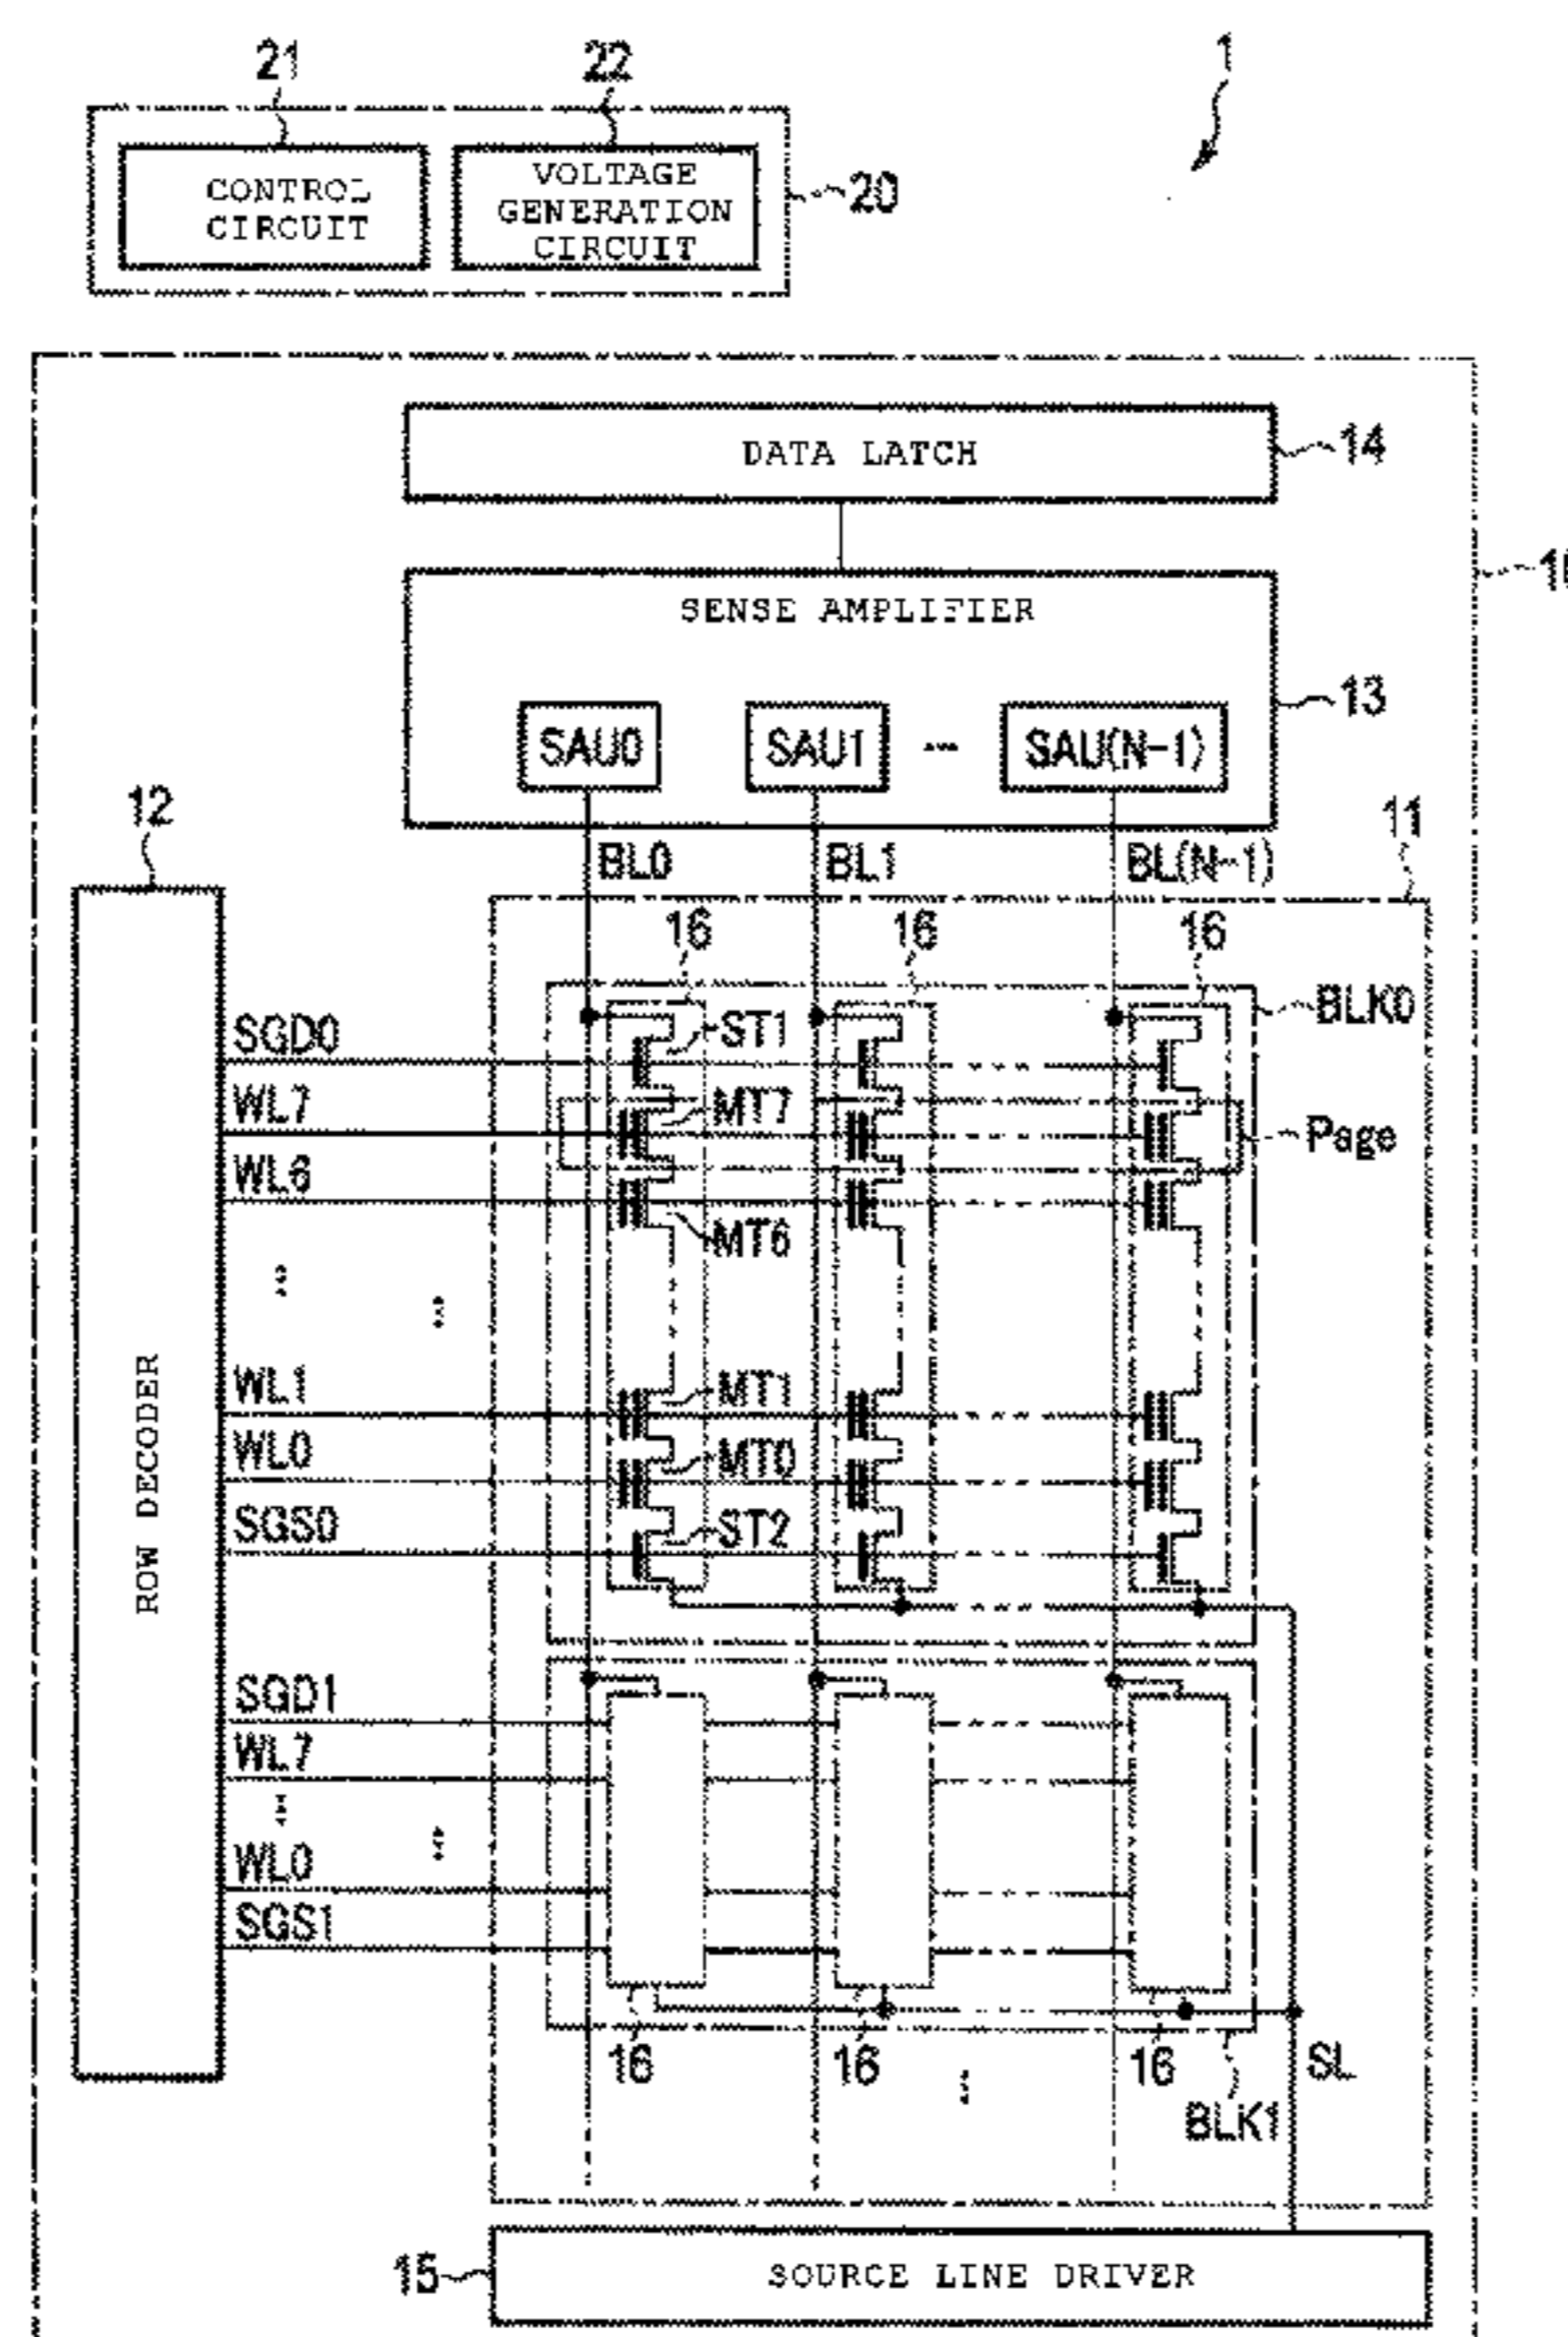 21
22
1
CONTROL
CIRCUIT
VOLTAGE
GENERATION
CIRCUIT
20
DATA LATCH
14
SENSE AMPLIFIER
13
SAU0
SAU1
SAU(N-1)
12
11
BL0
BL1
BL(N-1)
16
16
16
BLK0
SGD0
ST1
WL7
MT7
Page
WL6
MT6
ROW DECODER
WL1
MT1
WL0
MT0
SGS0
ST2
SGD1
WL7
WL0
SGS1
16
16
16
SL
BLK1
15
SOURCE LINE DRIVER